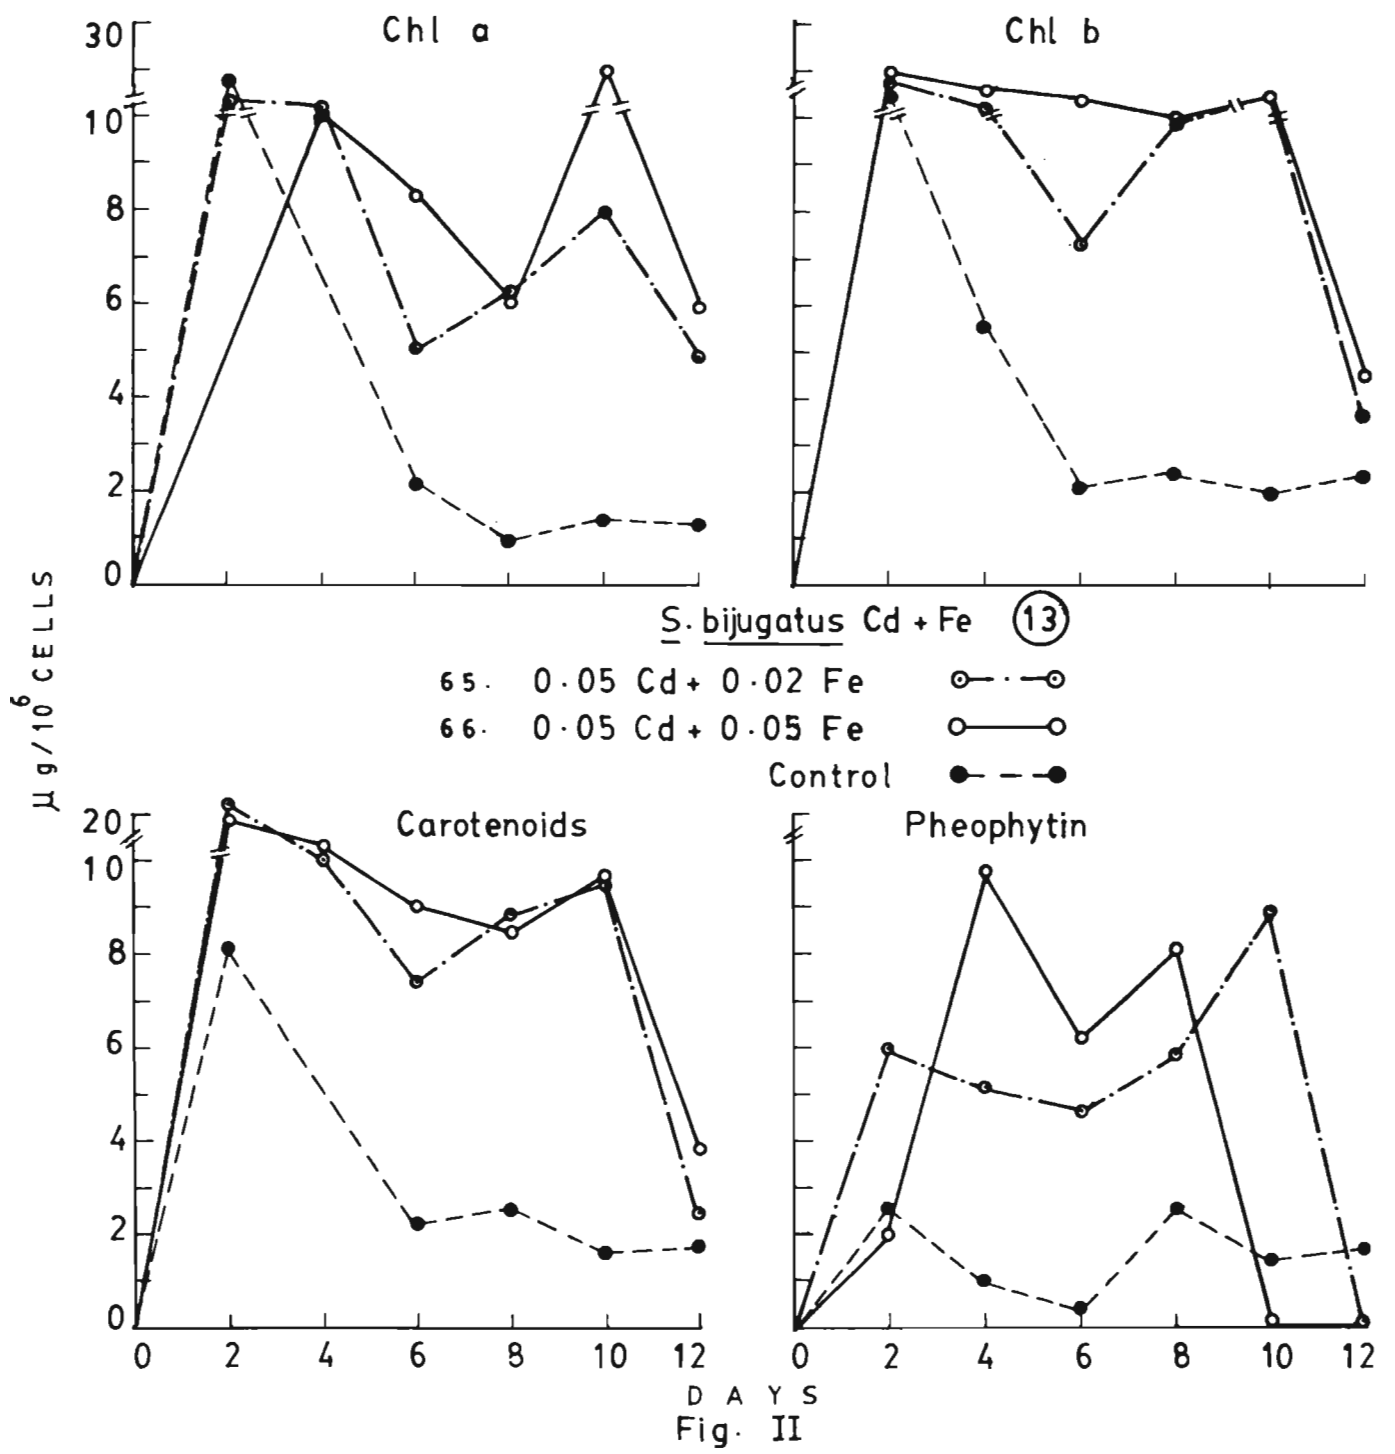 Chl a
Chl b
30
10
8
6
4
2
0
µg/10⁶ CELLS
S. bijugatus Cd + Fe 13
65. 0.05 Cd + 0.02 Fe
66. 0.05 Cd + 0.05 Fe
Control
Carotenoids
Pheophytin
20
10
8
6
4
2
0
0 2 4 6 8 10 12
0 2 4 6 8 10 12
DAYS
Fig. II